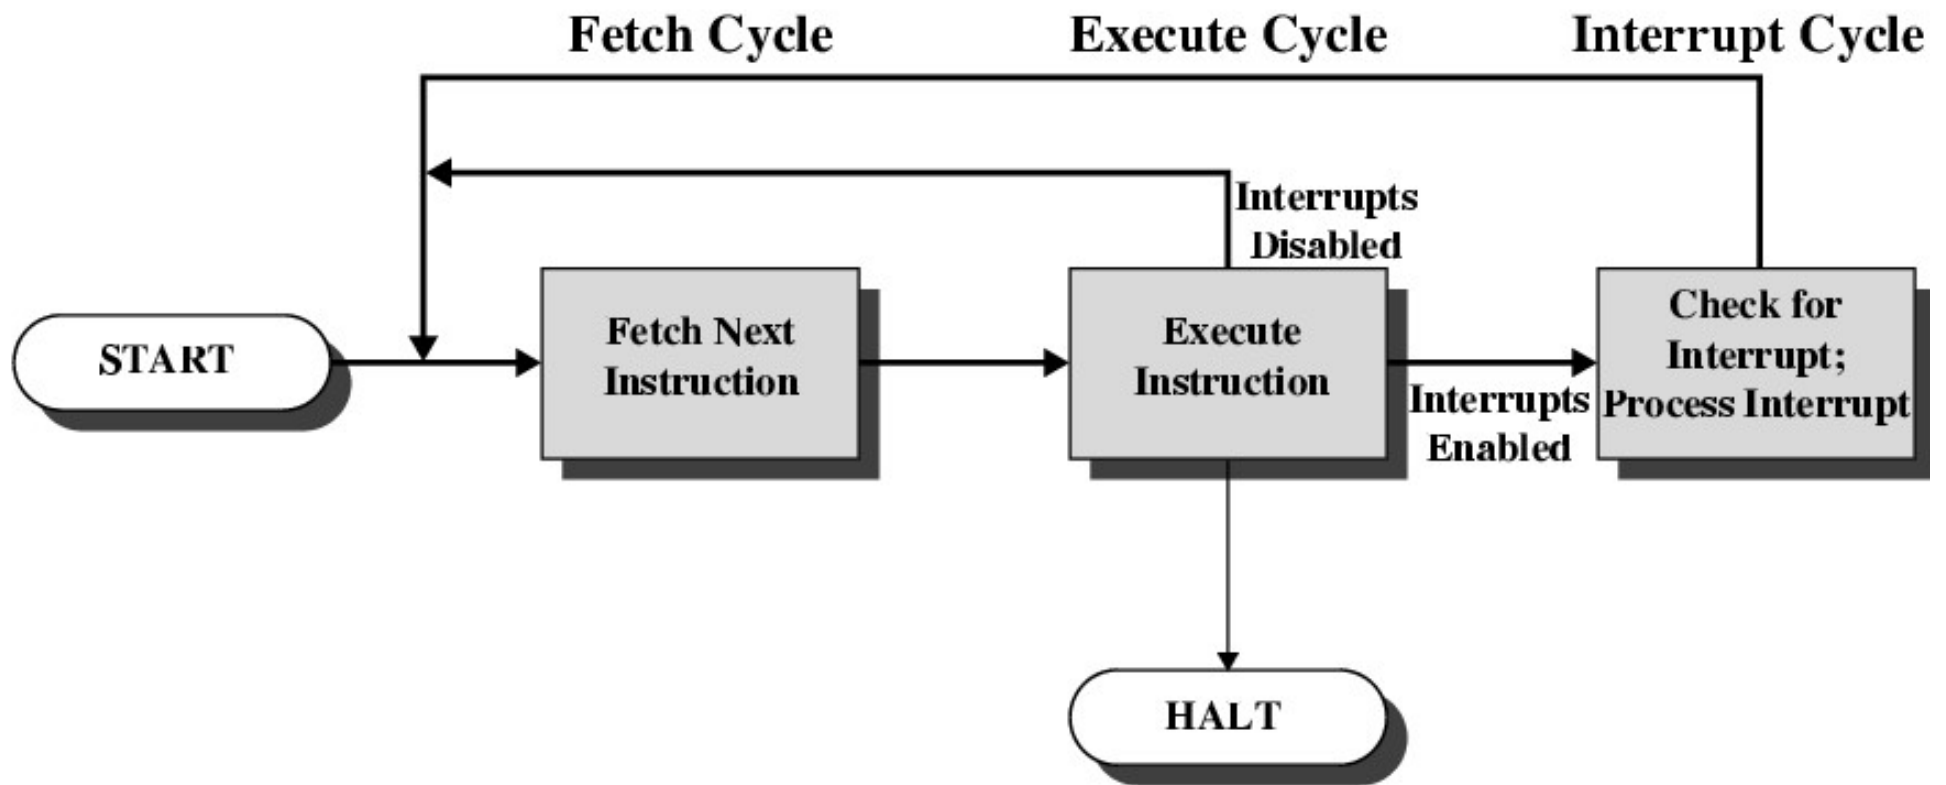 Fetch Cycle
Execute Cycle
Interrupt Cycle
Interrupts
Disabled
START
Fetch Next
Instruction
Execute
Instruction
Interrupts
Enabled
Check for
Interrupt;
Process Interrupt
HALT